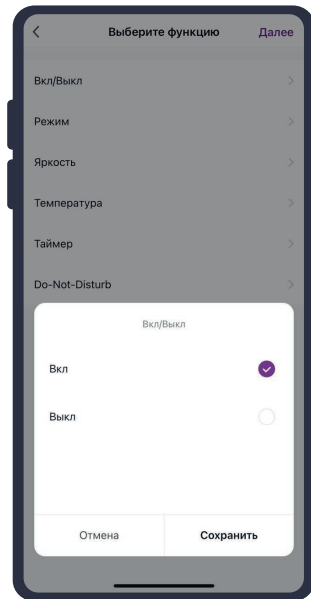 Выберите функцию Далее
Вкл/Выкл
Режим
Яркость
Температура
Таймер
Do-Not-Disturb
Вкл/Выкл
Вкл
Выкл
Отмена Сохранить